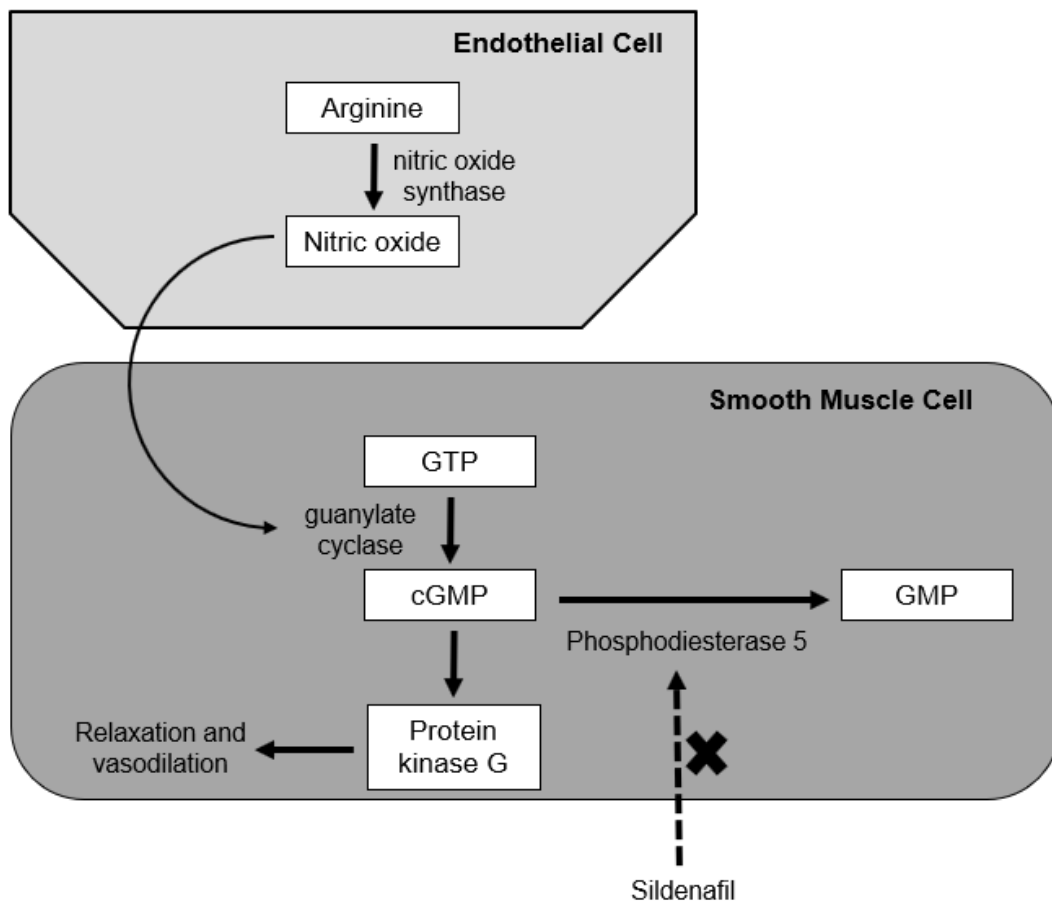 Endothelial Cell
Arginine
nitric oxide
synthase
Nitric oxide
Smooth Muscle Cell
GTP
guanylate
cyclase
cGMP
GMP
Phosphodiesterase 5
Protein
kinase G
Relaxation and
vasodilation
Sildenafil